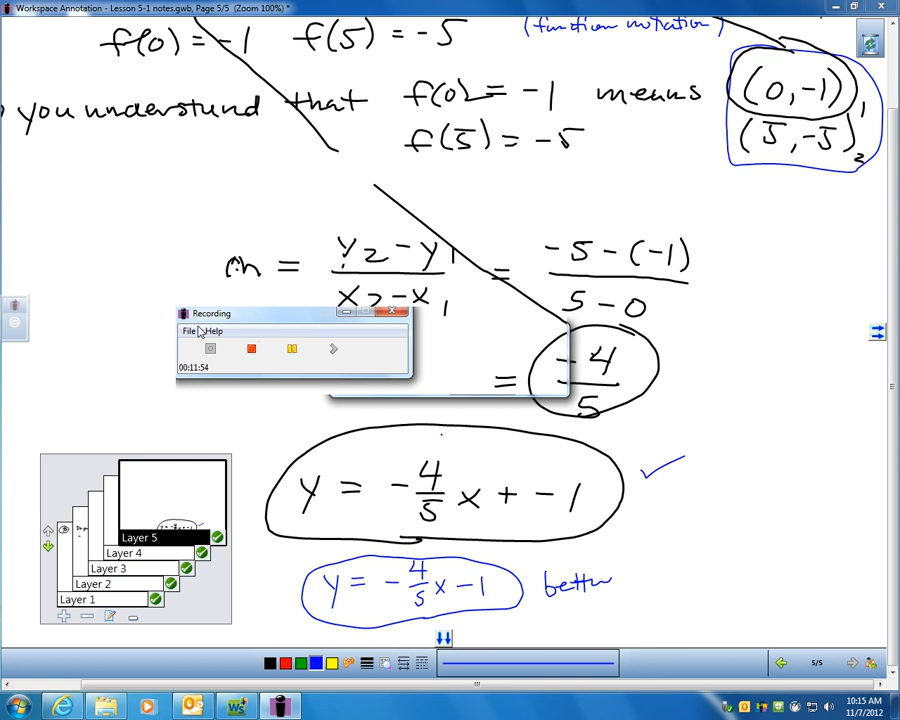 Workspace Annotation - Lesson 5-1 notes.gwb, Page 5/5 (Zoom 100%) *
(function notation)
f(0) = -1 f(5) = -5
you understand that f(0) = -1 means (0, -1)1
f(5) = -5 (5, -5)2
m = y2 - y1 / x2 - x1 = -5 - (-1) / 5 - 0
Recording
File Help
00:11:54
= -4/5
y = -4/5 x + -1 ✓
y = -4/5 x - 1 better
Layer 5
Layer 4
Layer 3
Layer 2
Layer 1
5/5
10:15 AM
11/7/2012